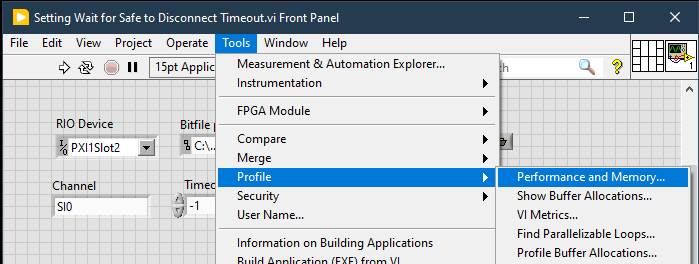 Setting Wait for Safe to Disconnect Timeout.vi Front Panel
File Edit View Project Operate Tools Window Help
15pt Applic
Measurement & Automation Explorer...
Instrumentation
FPGA Module
Compare
Merge
Profile
Security
User Name...
Information on Building Applications
Build Application (EXE) from VI
Performance and Memory...
Show Buffer Allocations...
VI Metrics...
Find Parallelizable Loops...
Profile Buffer Allocations...
RIO Device
PXI1Slot2
Bitfile p
C:\..
Channel
SI0
Timeo
-1
ch
1